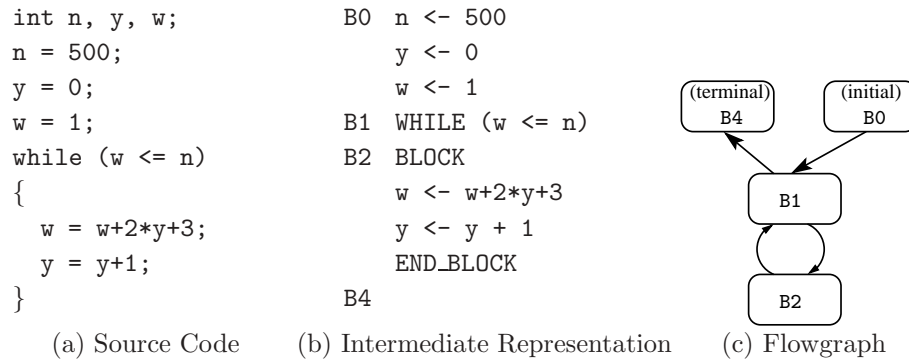 int n, y, w;
n = 500;
y = 0;
w = 1;
while (w <= n)
{
w = w+2*y+3;
y = y+1;
}
(a) Source Code
B0 n <- 500
y <- 0
w <- 1
B1 WHILE (w <= n)
B2 BLOCK
w <- w+2*y+3
y <- y + 1
END_BLOCK
B4
(b) Intermediate Representation
(terminal)
B4
(initial)
B0
B1
B2
(c) Flowgraph